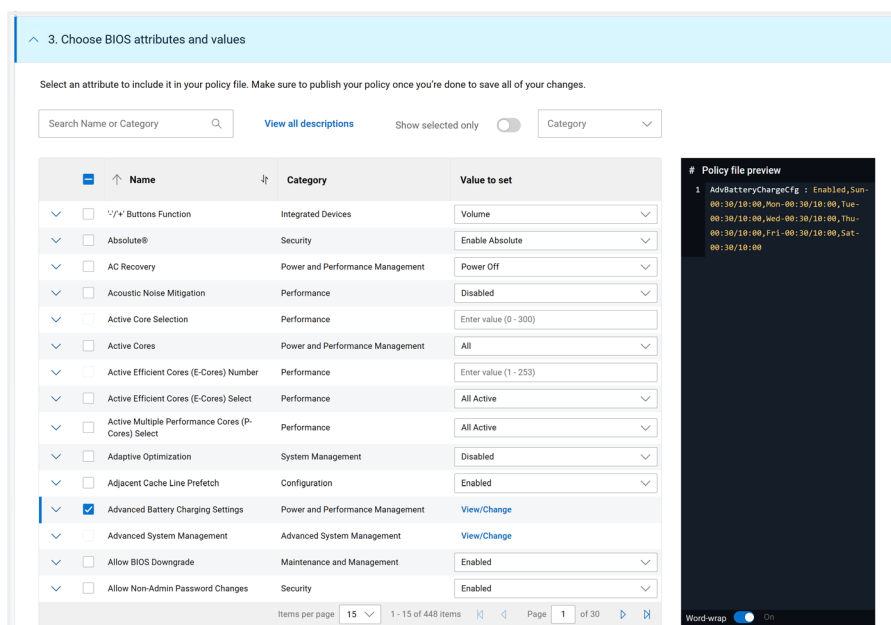 3. Choose BIOS attributes and values
Select an attribute to include it in your policy file. Make sure to publish your policy once you're done to save all of your changes.
Search Name or Category
View all descriptions
Show selected only
Category
Name Category Value to set
'-'/'+' Buttons Function Integrated Devices Volume
Absolute® Security Enable Absolute
AC Recovery Power and Performance Management Power Off
Acoustic Noise Mitigation Performance Disabled
Active Core Selection Performance Enter value (0 - 300)
Active Cores Power and Performance Management All
Active Efficient Cores (E-Cores) Number Performance Enter value (1 - 253)
Active Efficient Cores (E-Cores) Select Performance All Active
Active Multiple Performance Cores (P-
Cores) Select Performance All Active
Adaptive Optimization System Management Disabled
Adjacent Cache Line Prefetch Configuration Enabled
Advanced Battery Charging Settings Power and Performance Management View/Change
Advanced System Management Advanced System Management View/Change
Allow BIOS Downgrade Maintenance and Management Enabled
Allow Non-Admin Password Changes Security Enabled
Items per page 15 1 - 15 of 448 items Page 1 of 30
# Policy file preview
1 AdvBatteryChargeCfg : Enabled,Sun-
00:30/10:00,Mon-00:30/10:00,Tue-
00:30/10:00,Wed-00:30/10:00,Thu-
00:30/10:00,Fri-00:30/10:00,Sat-
00:30/10:00
Word-wrap On